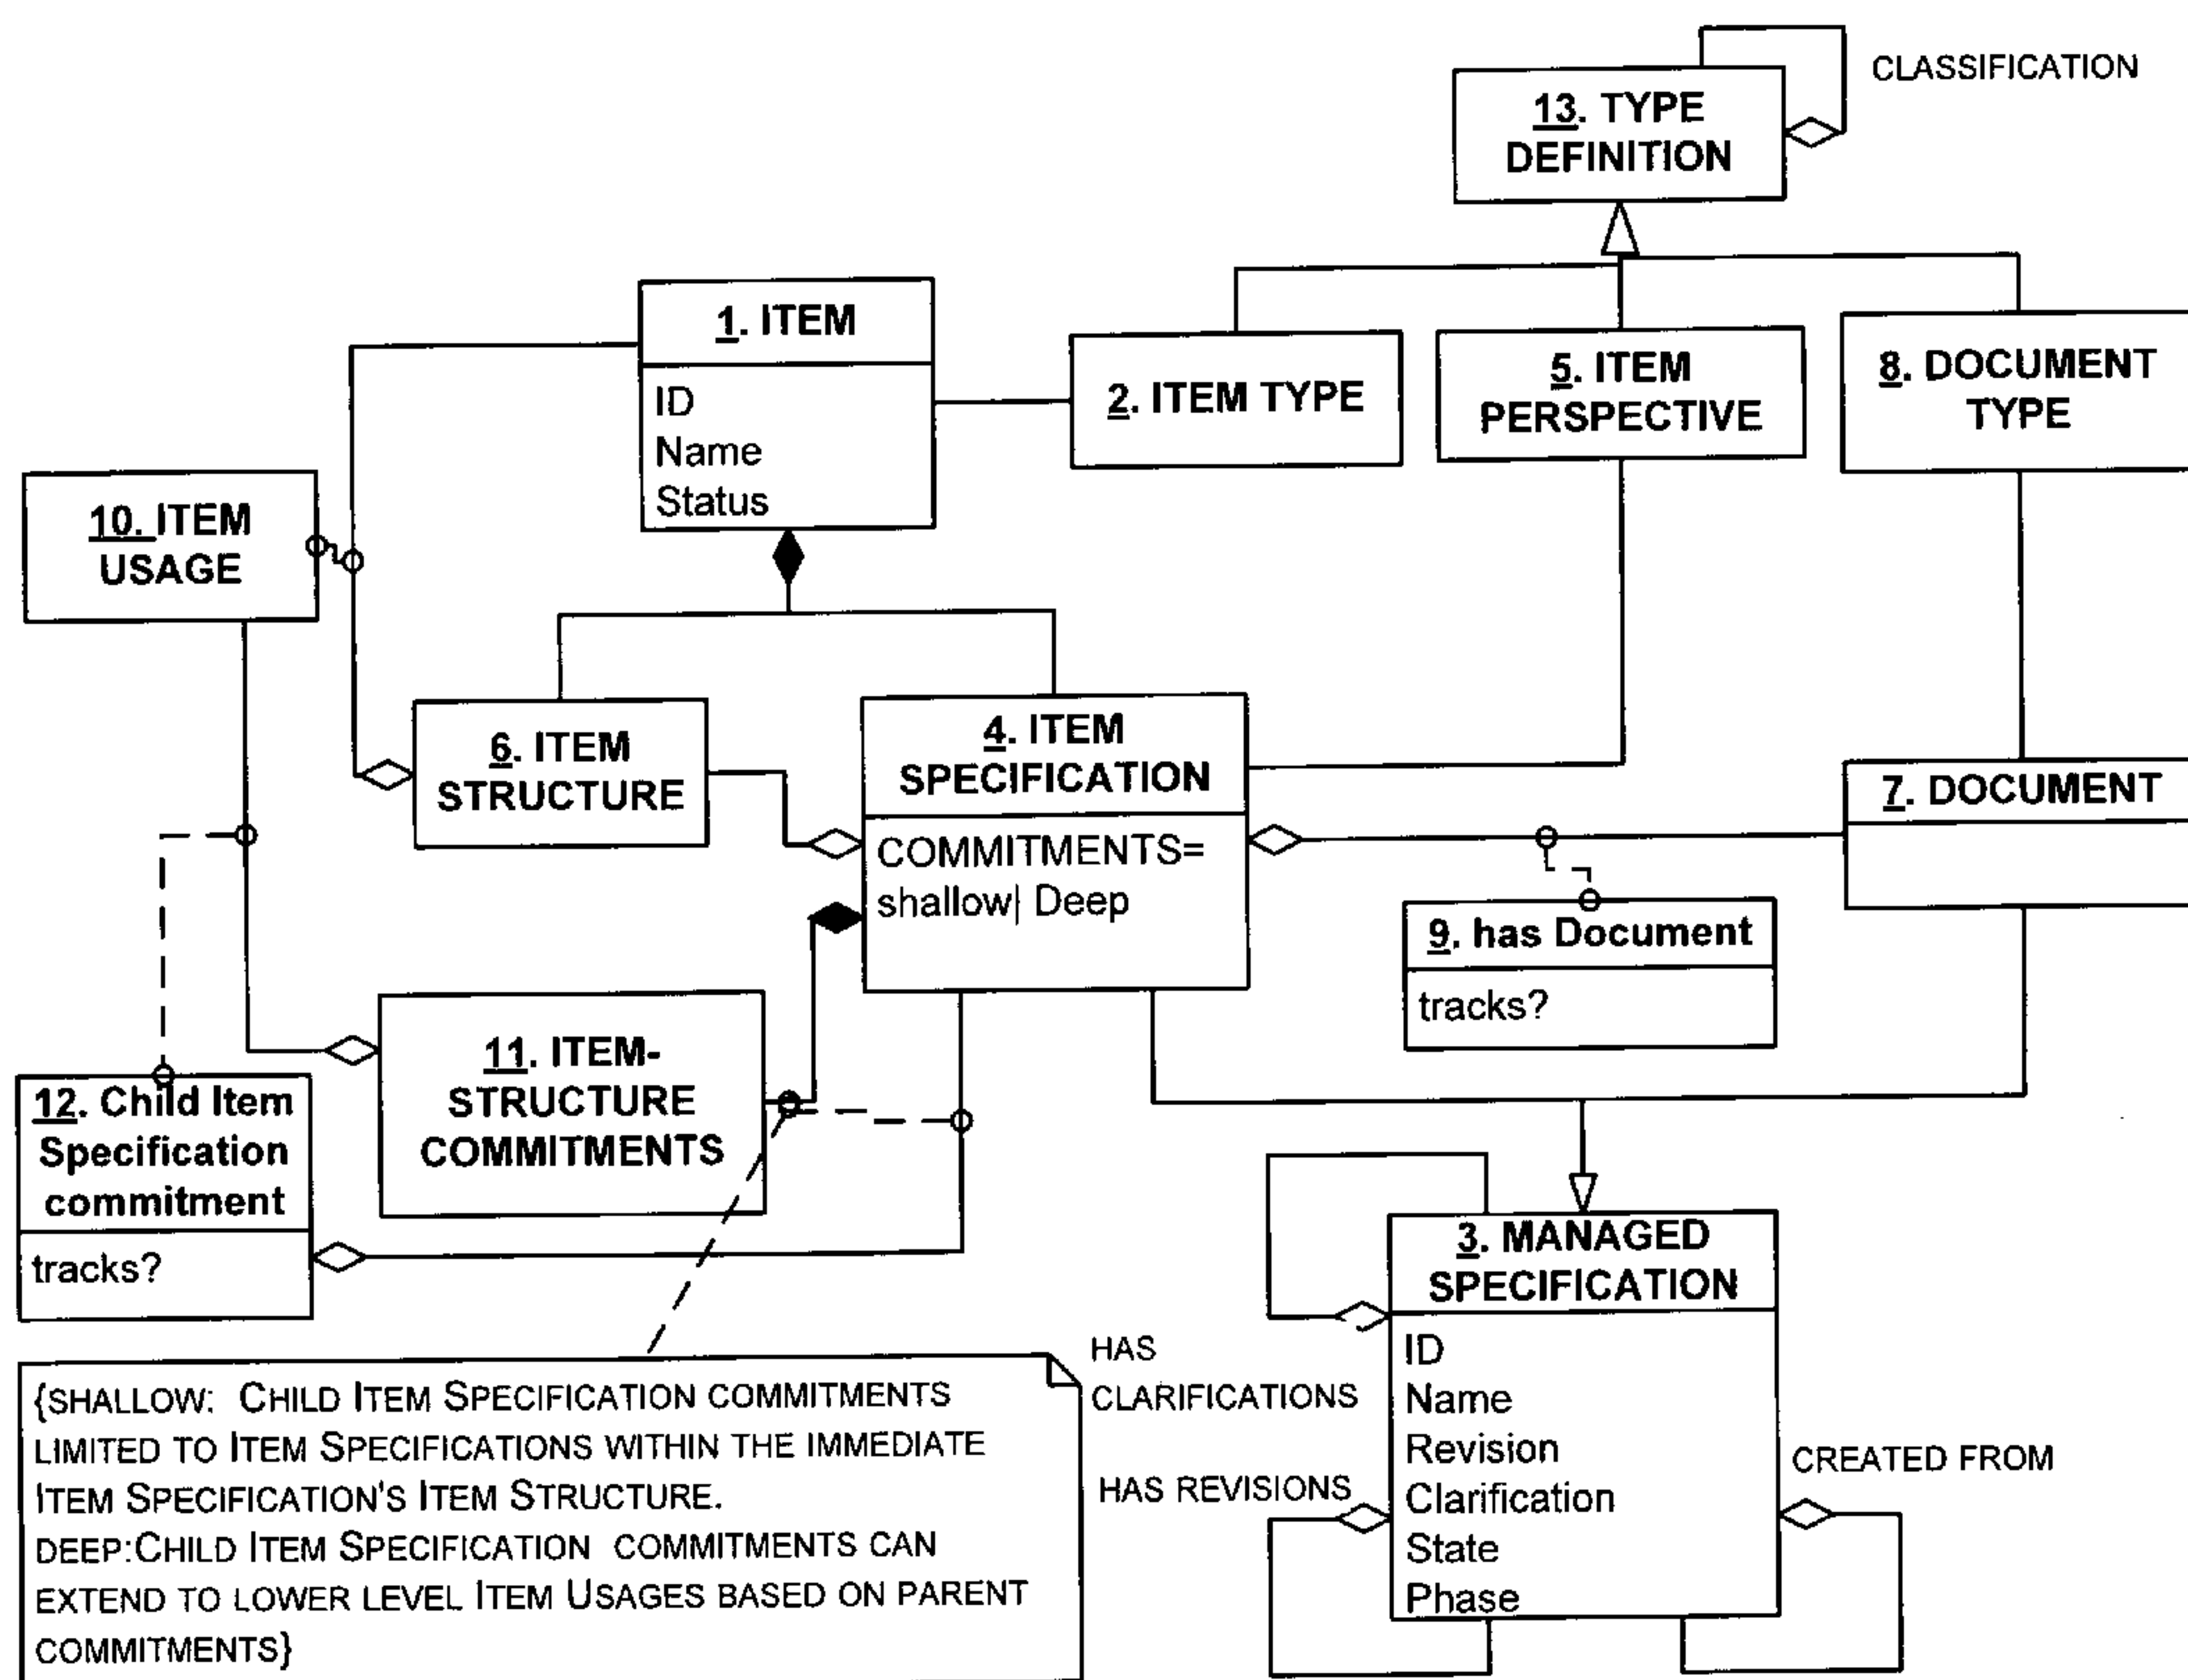 CLASSIFICATION
13. TYPE
DEFINITION
1. ITEM
ID
Name
Status
2. ITEM TYPE
5. ITEM
PERSPECTIVE
8. DOCUMENT
TYPE
10. ITEM
USAGE
6. ITEM
STRUCTURE
4. ITEM
SPECIFICATION
COMMITMENTS=
shallow| Deep
7. DOCUMENT
9. has Document
tracks?
11. ITEM-
STRUCTURE
COMMITMENTS
12. Child Item
Specification
commitment
tracks?
3. MANAGED
SPECIFICATION
ID
Name
Revision
Clarification
State
Phase
HAS
CLARIFICATIONS
HAS REVISIONS
CREATED FROM
{SHALLOW: CHILD ITEM SPECIFICATION COMMITMENTS
LIMITED TO ITEM SPECIFICATIONS WITHIN THE IMMEDIATE
ITEM SPECIFICATION'S ITEM STRUCTURE.
DEEP:CHILD ITEM SPECIFICATION COMMITMENTS CAN
EXTEND TO LOWER LEVEL ITEM USAGES BASED ON PARENT
COMMITMENTS}